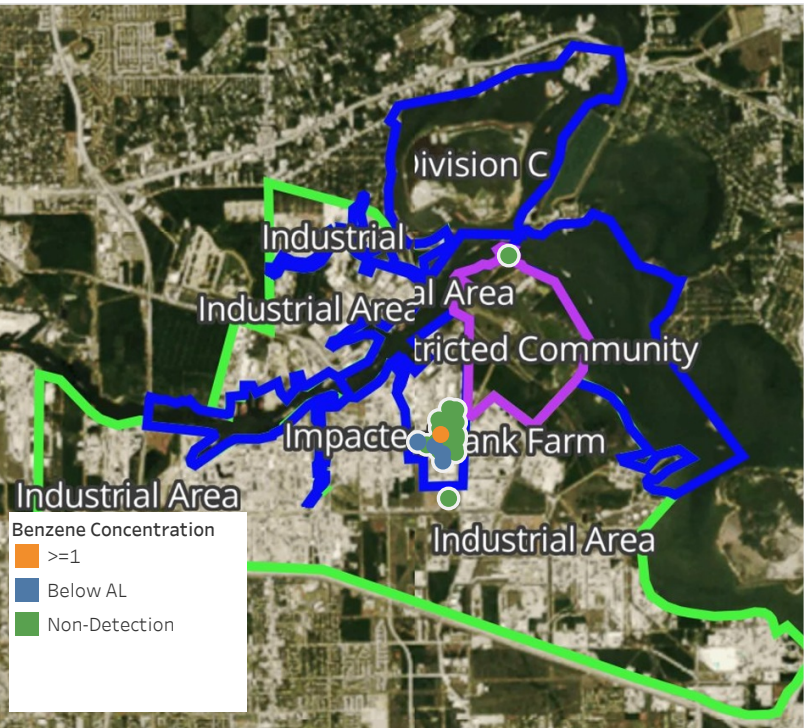 Division C
Industrial
al Area
Industrial Area
tricted Community
Impacte
ank Farm
Industrial Area
Industrial Area
Benzene Concentration
>=1
Below AL
Non-Detection